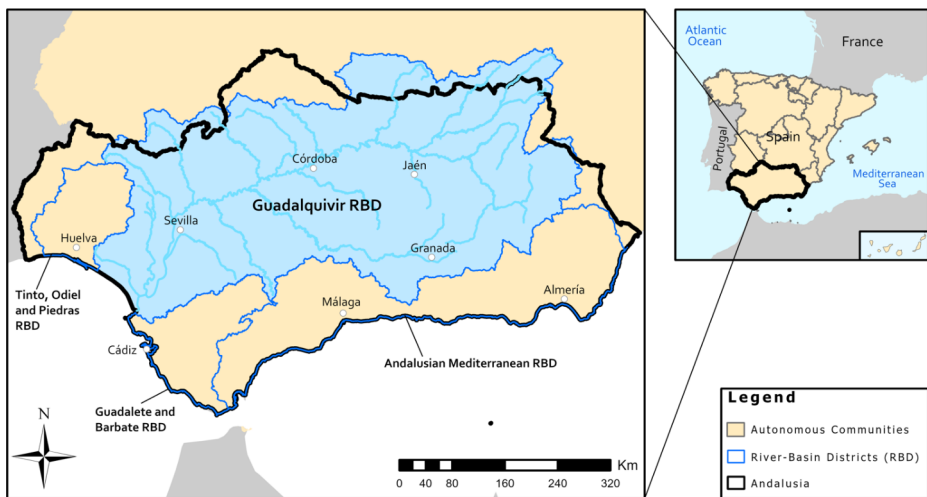 Córdoba
Jaén
Guadalquivir RBD
Sevilla
Huelva
Granada
Tinto, Odiel
and Piedras
RBD
Málaga
Almería
Cádiz
Andalusian Mediterranean RBD
Guadalete and
Barbate RBD
N
Km
0 40 80 160 240 320
Atlantic
Ocean
France
Portugal
Spain
Mediterranean
Sea
Legend
Autonomous Communities
River-Basin Districts (RBD)
Andalusia